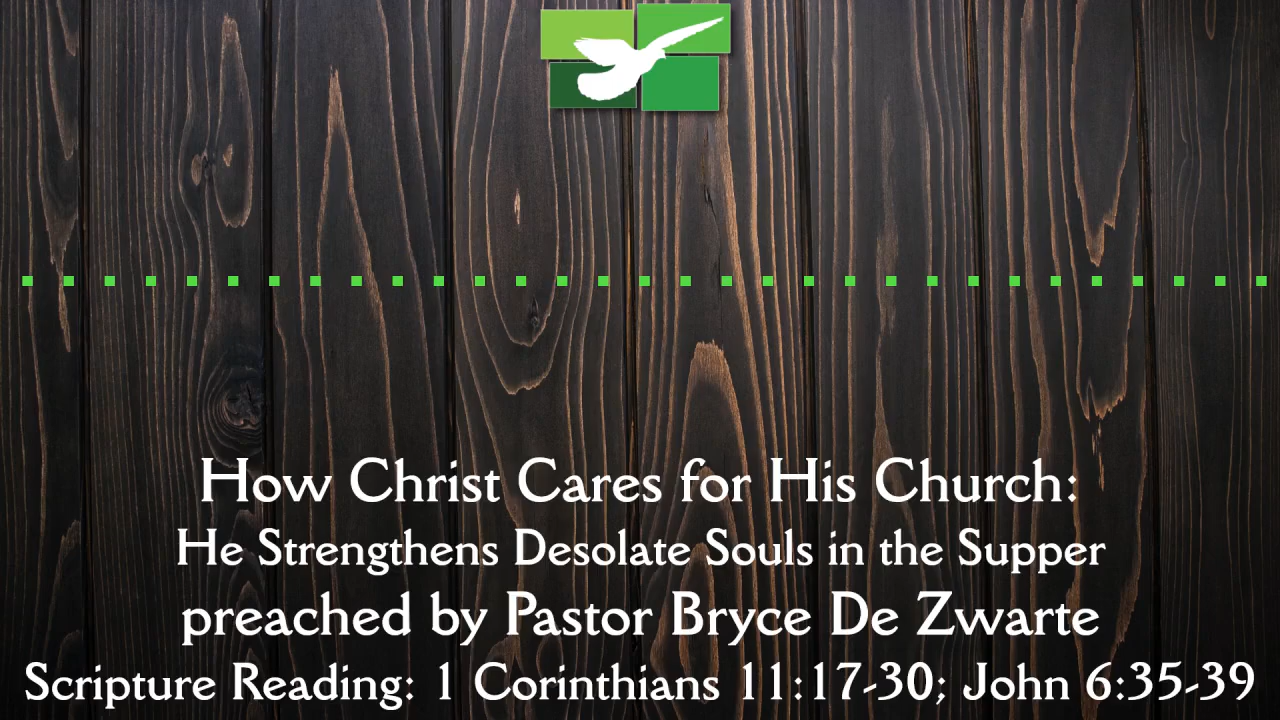 How Christ Cares for His Church:
He Strengthens Desolate Souls in the Supper
preached by Pastor Bryce De Zwarte
Scripture Reading: 1 Corinthians 11:17-30; John 6:35-39